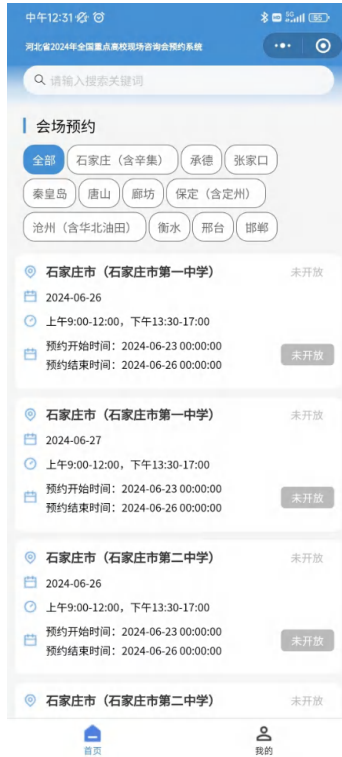 中午12:31
5G
55
河北省2024年全国重点高校现场咨询会预约系统
请输入搜索关键词
会场预约
全部
石家庄（含辛集）
承德
张家口
秦皇岛
唐山
廊坊
保定（含定州）
沧州（含华北油田）
衡水
邢台
邯郸
石家庄市（石家庄市第一中学）
未开放
2024-06-26
上午9:00-12:00，下午13:30-17:00
预约开始时间：2024-06-23 00:00:00
预约结束时间：2024-06-26 00:00:00
未开放
石家庄市（石家庄市第一中学）
未开放
2024-06-27
上午9:00-12:00，下午13:30-17:00
预约开始时间：2024-06-23 00:00:00
预约结束时间：2024-06-26 00:00:00
未开放
石家庄市（石家庄市第二中学）
未开放
2024-06-26
上午9:00-12:00，下午13:30-17:00
预约开始时间：2024-06-23 00:00:00
预约结束时间：2024-06-26 00:00:00
未开放
石家庄市（石家庄市第二中学）
未开放
首页
我的